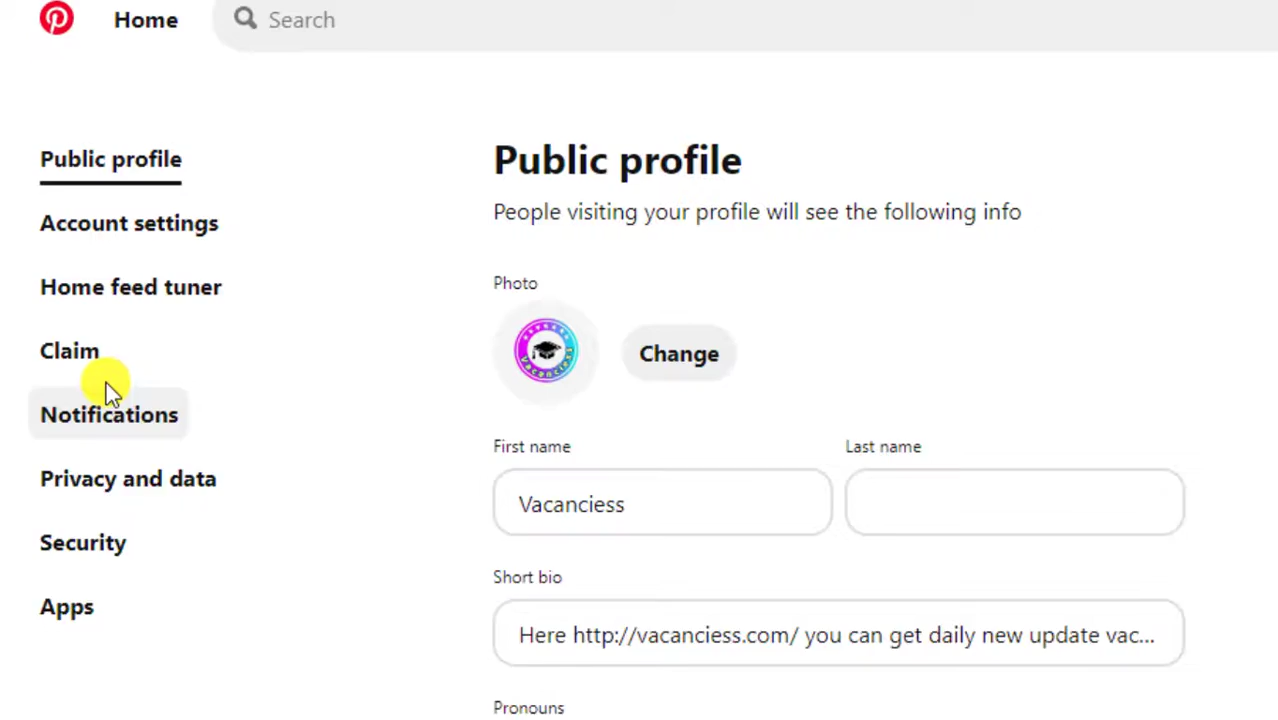 Home
Search
Public profile
Account settings
Home feed tuner
Claim
Notifications
Privacy and data
Security
Apps
Public profile
People visiting your profile will see the following info
Photo
Vacanciess
Change
First name
Last name
Vacanciess
Short bio
Here http://vacanciess.com/ you can get daily new update vac...
Pronouns